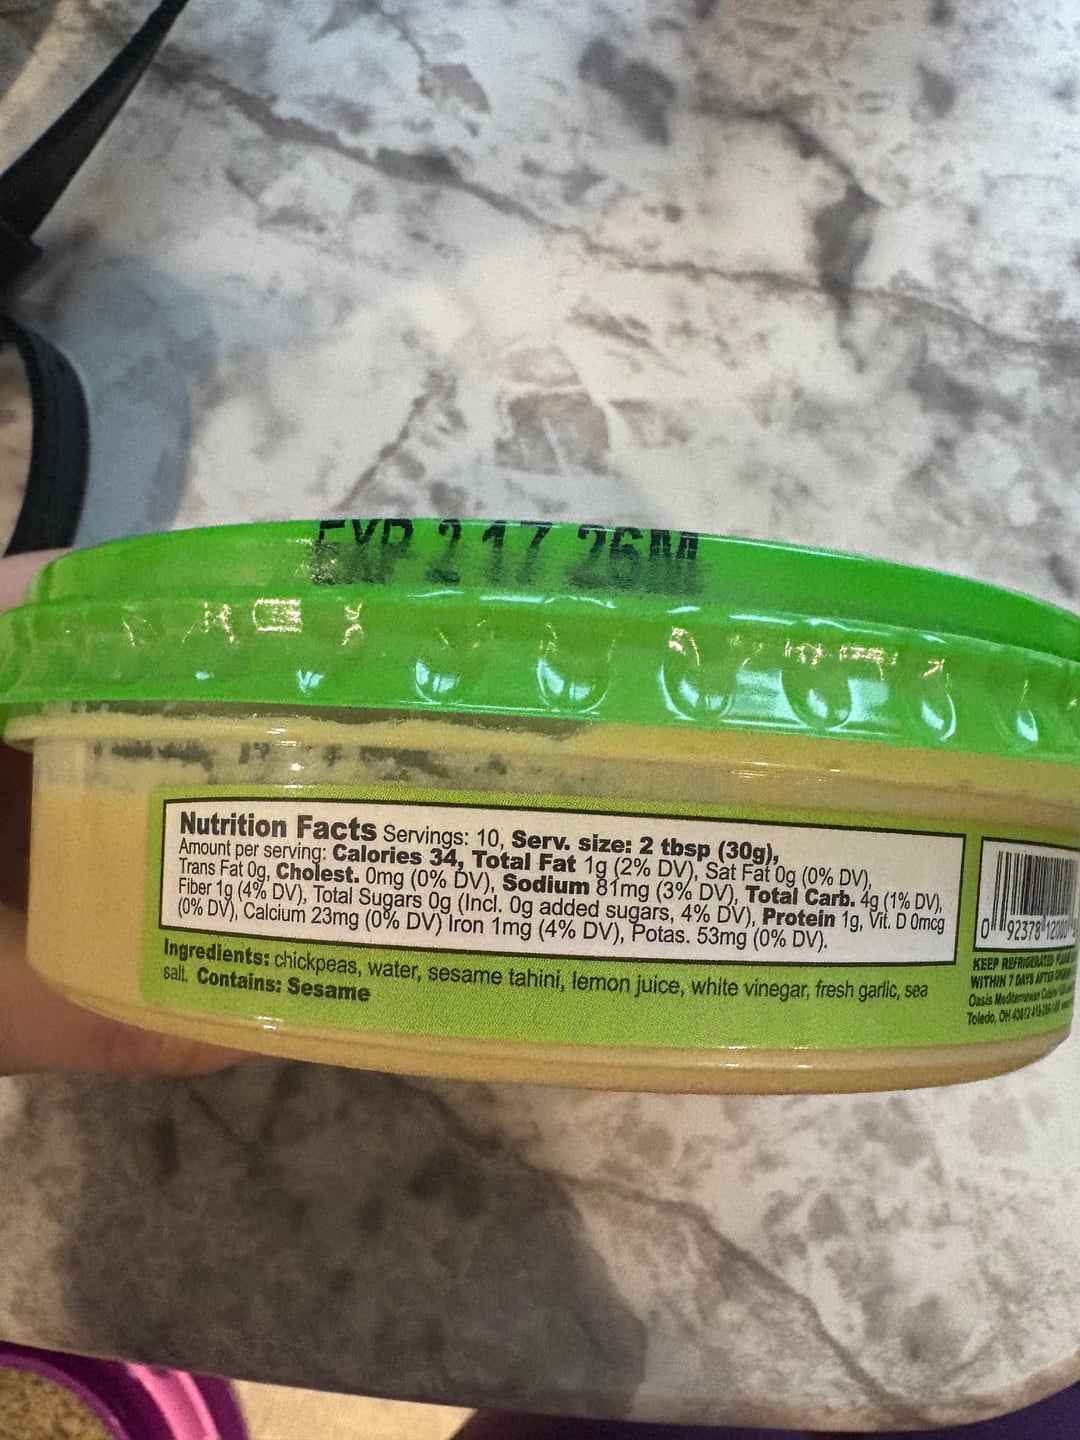 EXP 2 17 26M
Nutrition Facts Servings: 10, Serv. size: 2 tbsp (30g),
Amount per serving: Calories 34, Total Fat 1g (2% DV), Sat Fat 0g (0% DV),
Trans Fat 0g, Cholest. 0mg (0% DV), Sodium 81mg (3% DV), Total Carb. 4g (1% DV),
Fiber 1g (4% DV), Total Sugars 0g (Incl. 0g added sugars, 4% DV), Protein 1g, Vit. D 0mcg
(0% DV), Calcium 23mg (0% DV) Iron 1mg (4% DV), Potas. 53mg (0% DV).
Ingredients: chickpeas, water, sesame tahini, lemon juice, white vinegar, fresh garlic, sea
salt. Contains: Sesame
0 92378
KEEP REFRIGERATED
WITHIN 7 DAYS AFTER
Oasis Mediterranean Cuisine
Toledo, OH